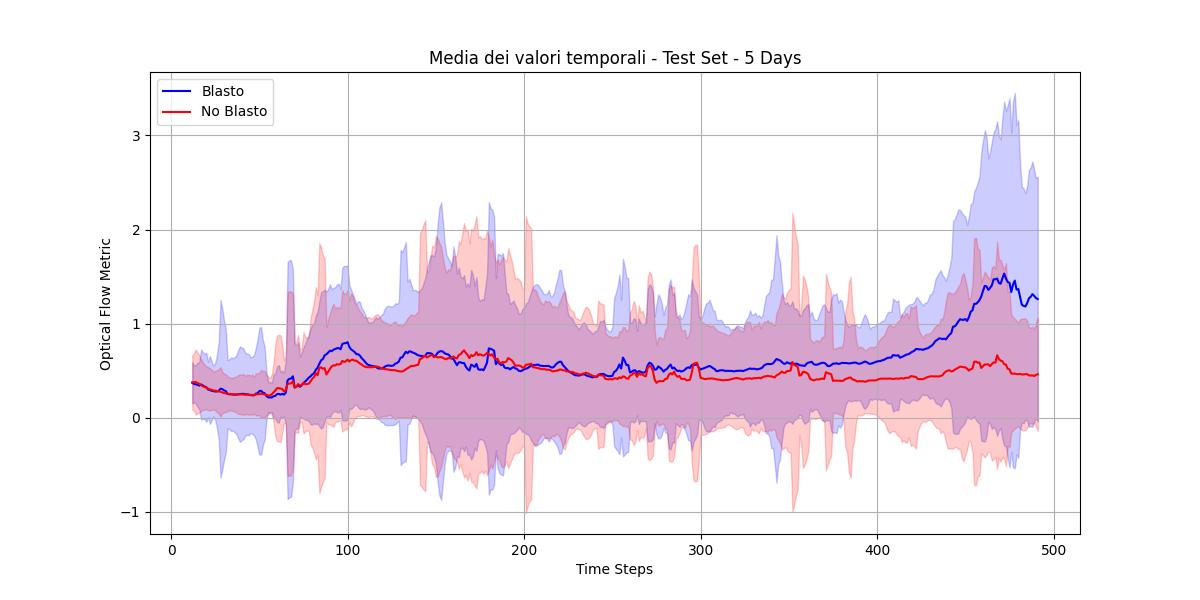 Media dei valori temporali - Test Set - 5 Days
Blasto
No Blasto
Optical Flow Metric
3
2
1
0
−1
0 100 200 300 400 500
Time Steps